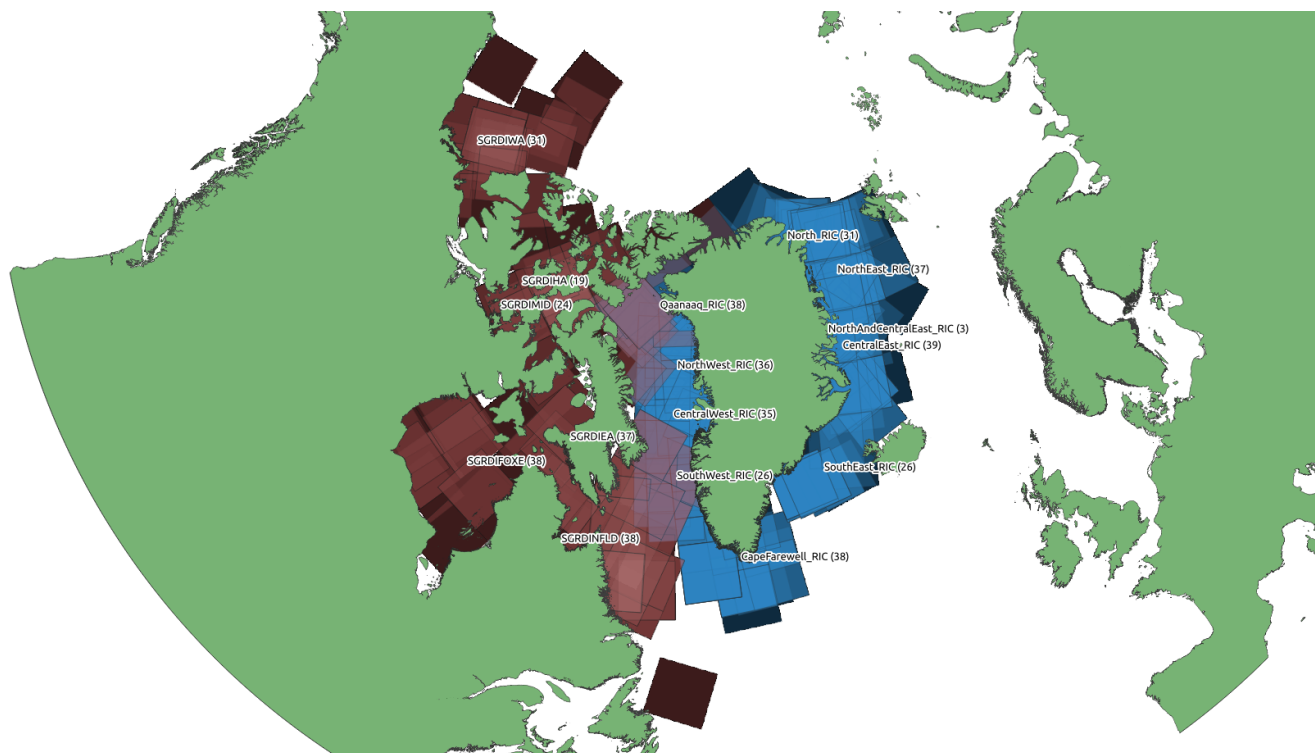 SGRDIWA (31)
North_RIC (31)
NorthEast_RIC (37)
SGRDIHA (19)
SGRDIMID (24)
Qaanaaq_RIC (38)
NorthAndCentralEast_RIC (3)
CentralEast_RIC (39)
NorthWest_RIC (36)
CentralWest_RIC (35)
SGRDIEA (37)
SGRDIFOXE (38)
SouthEast_RIC (26)
SouthWest_RIC (26)
SGRDINFLD (38)
CapeFarewell_RIC (38)